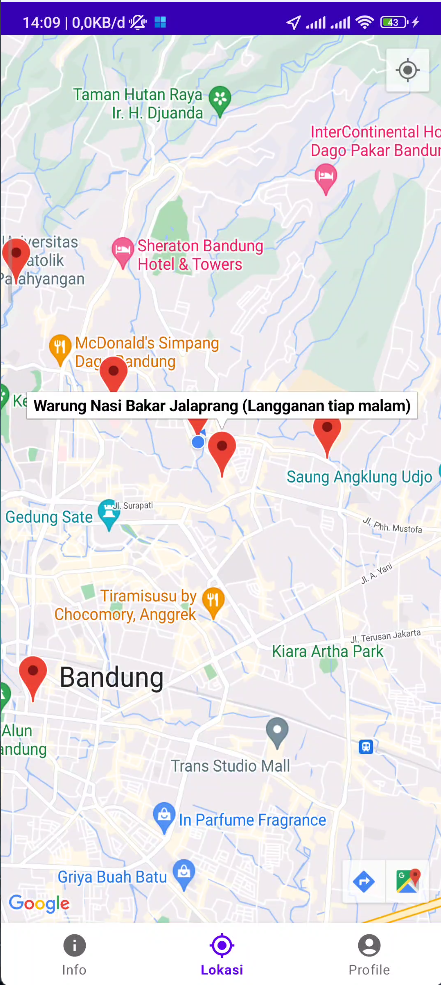 14:09 | 0,0KB/d
43
Taman Hutan Raya
Ir. H. Djuanda
InterContinental Ho
Dago Pakar Bandun
Universitas
Katolik
Parahyangan
Sheraton Bandung
Hotel & Towers
McDonald's Simpang
Dago Bandung
Ke
Warung Nasi Bakar Jalaprang (Langganan tiap malam)
Saung Angklung Udjo
Gedung Sate
Jl. Surapati
Jl. Phh. Mustofa
Jl. A. Yani
Tiramisusu by
Chocomory, Anggrek
Jl. Terusan Jakarta
Kiara Artha Park
Bandung
Alun
andung
Trans Studio Mall
In Parfume Fragrance
Griya Buah Batu
Google
Info
Lokasi
Profile